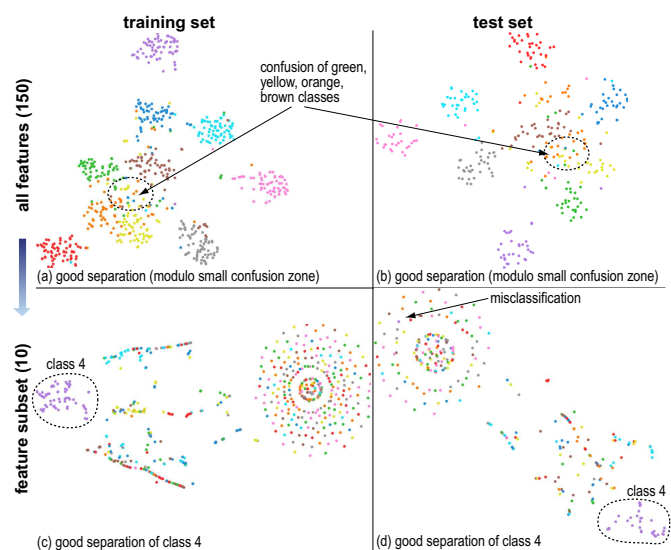 training set
test set
all features (150)
confusion of green,
yellow, orange,
brown classes
(a) good separation (modulo small confusion zone)
(b) good separation (modulo small confusion zone)
feature subset (10)
class 4
misclassification
class 4
(c) good separation of class 4
(d) good separation of class 4